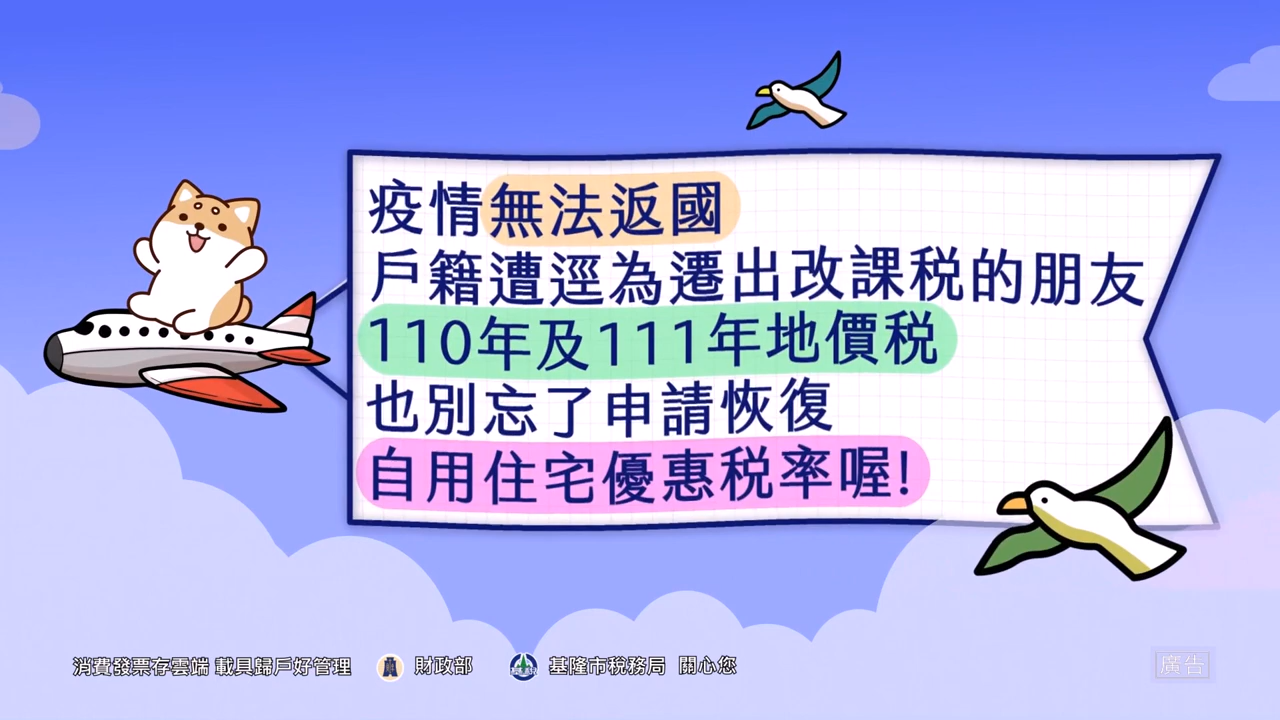 疫情無法返國
戶籍遭逕為遷出改課稅的朋友
110年及111年地價稅
也別忘了申請恢復
自用住宅優惠稅率喔!
消費發票存雲端 載具歸戶好管理 財政部 基隆市稅務局 關心您
廣告